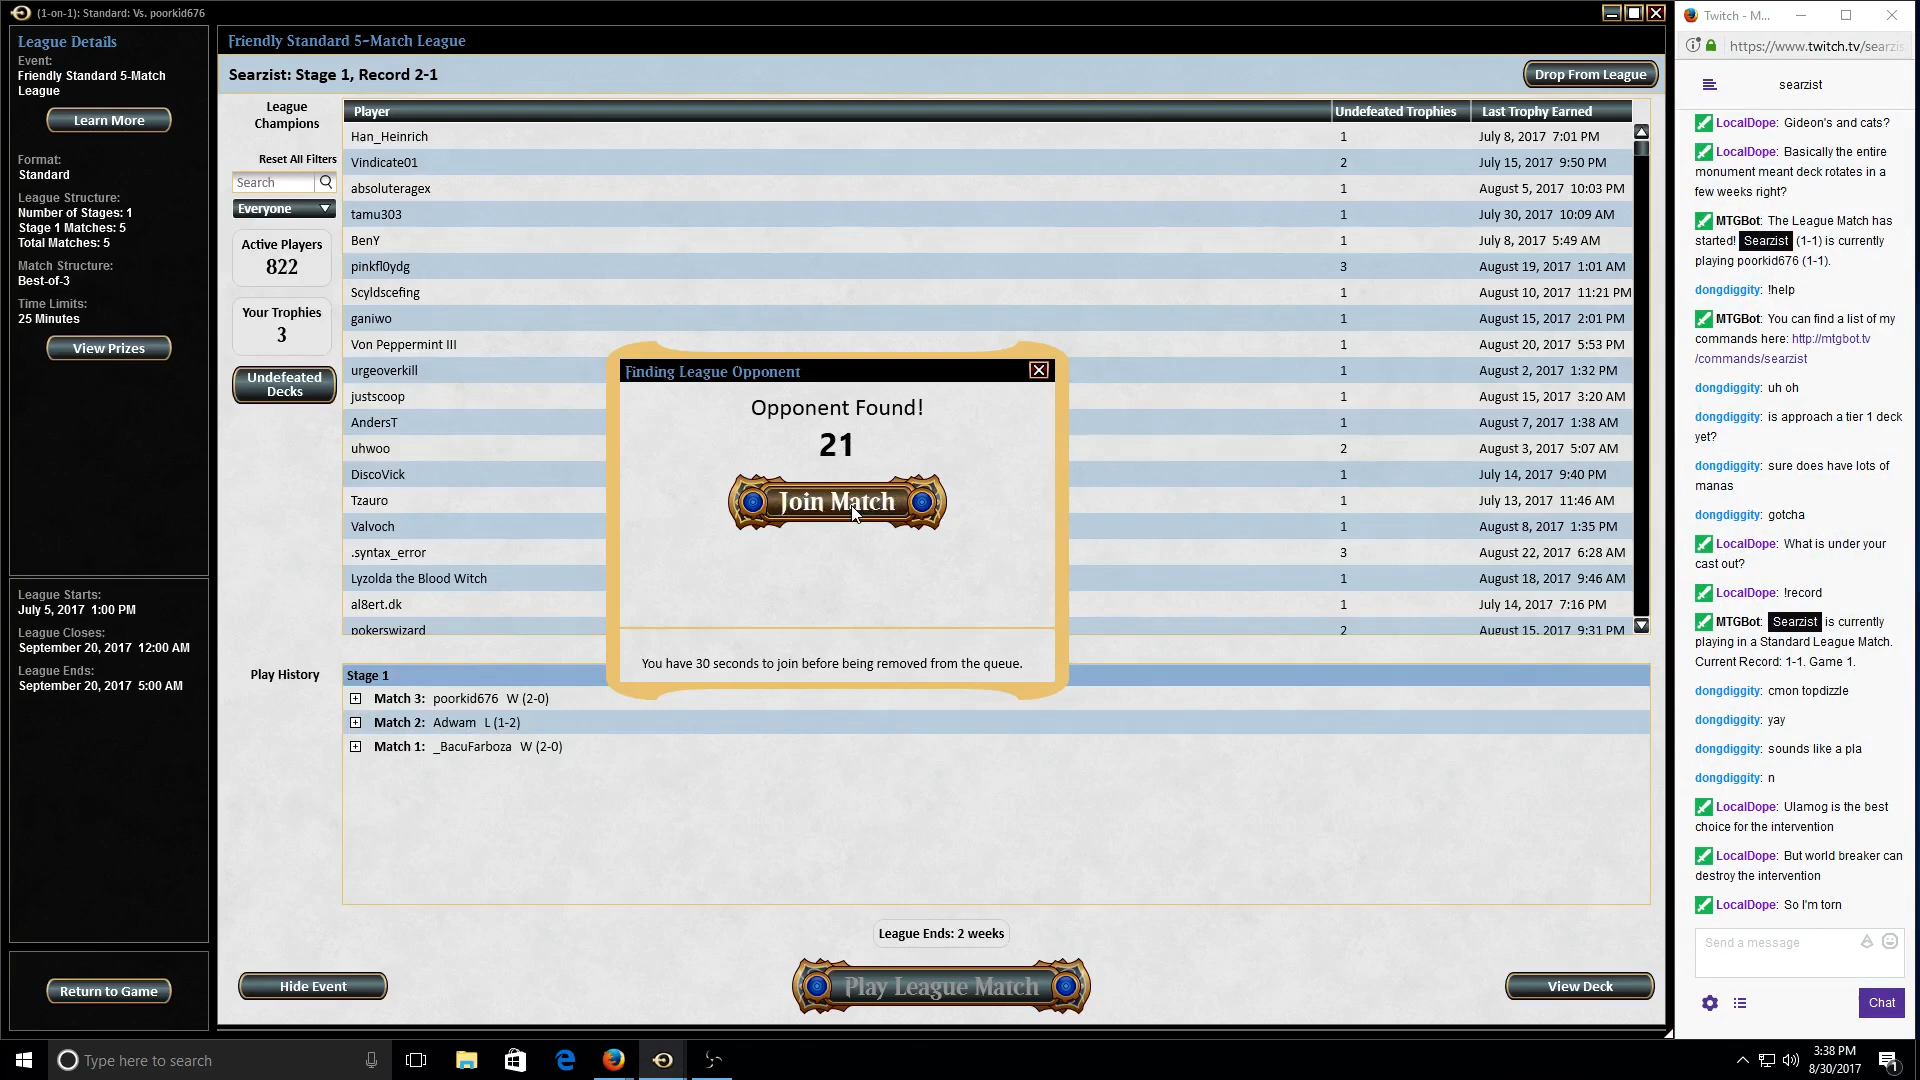 (1-on-1): Standard: Vs. poorkid676
League Details
Event:
Friendly Standard 5-Match
League
Learn More
Format:
Standard
League Structure:
Number of Stages: 1
Stage 1 Matches: 5
Total Matches: 5
Match Structure:
Best-of-3
Time Limits:
25 Minutes
View Prizes
League Starts:
July 5, 2017 1:00 PM
League Closes:
September 20, 2017 12:00 AM
League Ends:
September 20, 2017 5:00 AM
Return to Game
Friendly Standard 5-Match League
Searzist: Stage 1, Record 2-1
Drop From League
League
Champions
Reset All Filters
Search
Everyone
Active Players
822
Your Trophies
3
Undefeated
Decks
Player Undefeated Trophies Last Trophy Earned
Han_Heinrich 1 July 8, 2017 7:01 PM
Vindicate01 2 July 15, 2017 9:50 PM
absoluteragex 1 August 5, 2017 10:03 PM
tamu303 1 July 30, 2017 10:09 AM
BenY 1 July 8, 2017 5:49 AM
pinkfl0ydg 3 August 19, 2017 1:01 AM
Scyldscefing 1 August 10, 2017 11:21 PM
ganiwo 1 August 15, 2017 2:01 PM
Von Peppermint III 1 August 20, 2017 5:53 PM
urgeoverkill 1 August 2, 2017 1:32 PM
justscoop 1 August 15, 2017 3:20 AM
AndersT 1 August 7, 2017 1:38 AM
uhwoo 2 August 3, 2017 5:07 AM
DiscoVick 1 July 14, 2017 9:40 PM
Tzauro 1 July 13, 2017 11:46 AM
Valvoch 1 August 8, 2017 1:35 PM
.syntax_error 3 August 22, 2017 6:28 AM
Lyzolda the Blood Witch 1 August 18, 2017 9:46 AM
al8ert.dk 1 July 14, 2017 7:16 PM
pokerswizard 2 August 15, 2017 9:31 PM
Finding League Opponent
Opponent Found!
21
Join Match
You have 30 seconds to join before being removed from the queue.
Play History
Stage 1
Match 3: poorkid676 W (2-0)
Match 2: Adwam L (1-2)
Match 1: _BacuFarboza W (2-0)
League Ends: 2 weeks
Hide Event
Play League Match
View Deck
Twitch - M...
https://www.twitch.tv/searzis
searzist
LocalDope: Gideon's and cats?
LocalDope: Basically the entire
monument meant deck rotates in a
few weeks right?
MTGBot: The League Match has
started! Searzist (1-1) is currently
playing poorkid676 (1-1).
dongdiggity: !help
MTGBot: You can find a list of my
commands here: http://mtgbot.tv
/commands/searzist
dongdiggity: uh oh
dongdiggity: is approach a tier 1 deck
yet?
dongdiggity: sure does have lots of
manas
dongdiggity: gotcha
LocalDope: What is under your
cast out?
LocalDope: !record
MTGBot: Searzist is currently
playing in a Standard League Match.
Current Record: 1-1. Game 1.
dongdiggity: cmon topdizzle
dongdiggity: yay
dongdiggity: sounds like a pla
dongdiggity: n
LocalDope: Ulamog is the best
choice for the intervention
LocalDope: But world breaker can
destroy the intervention
LocalDope: So I'm torn
Send a message
Chat
Type here to search
3:38 PM
8/30/2017
1